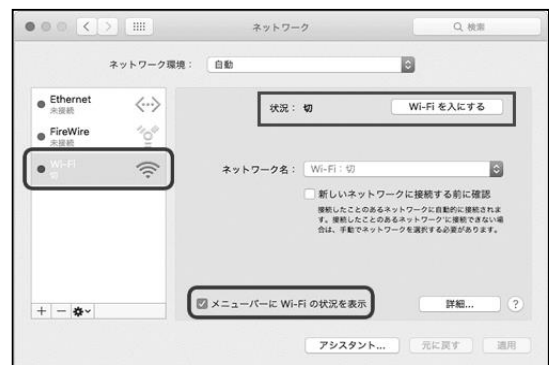 ネットワーク
検索
ネットワーク環境： 自動
Ethernet
未接続
FireWire
未接続
Wi-Fi
切
状況： 切
Wi-Fi を入にする
ネットワーク名： Wi-Fi：切
新しいネットワークに接続する前に確認
接続したことのあるネットワークに自動的に接続されま
す。接続したことのあるネットワークに接続できない場
合は、手動でネットワークを選択する必要があります。
メニューバーに Wi-Fi の状況を表示
詳細...
?
アシスタント...
元に戻す
適用